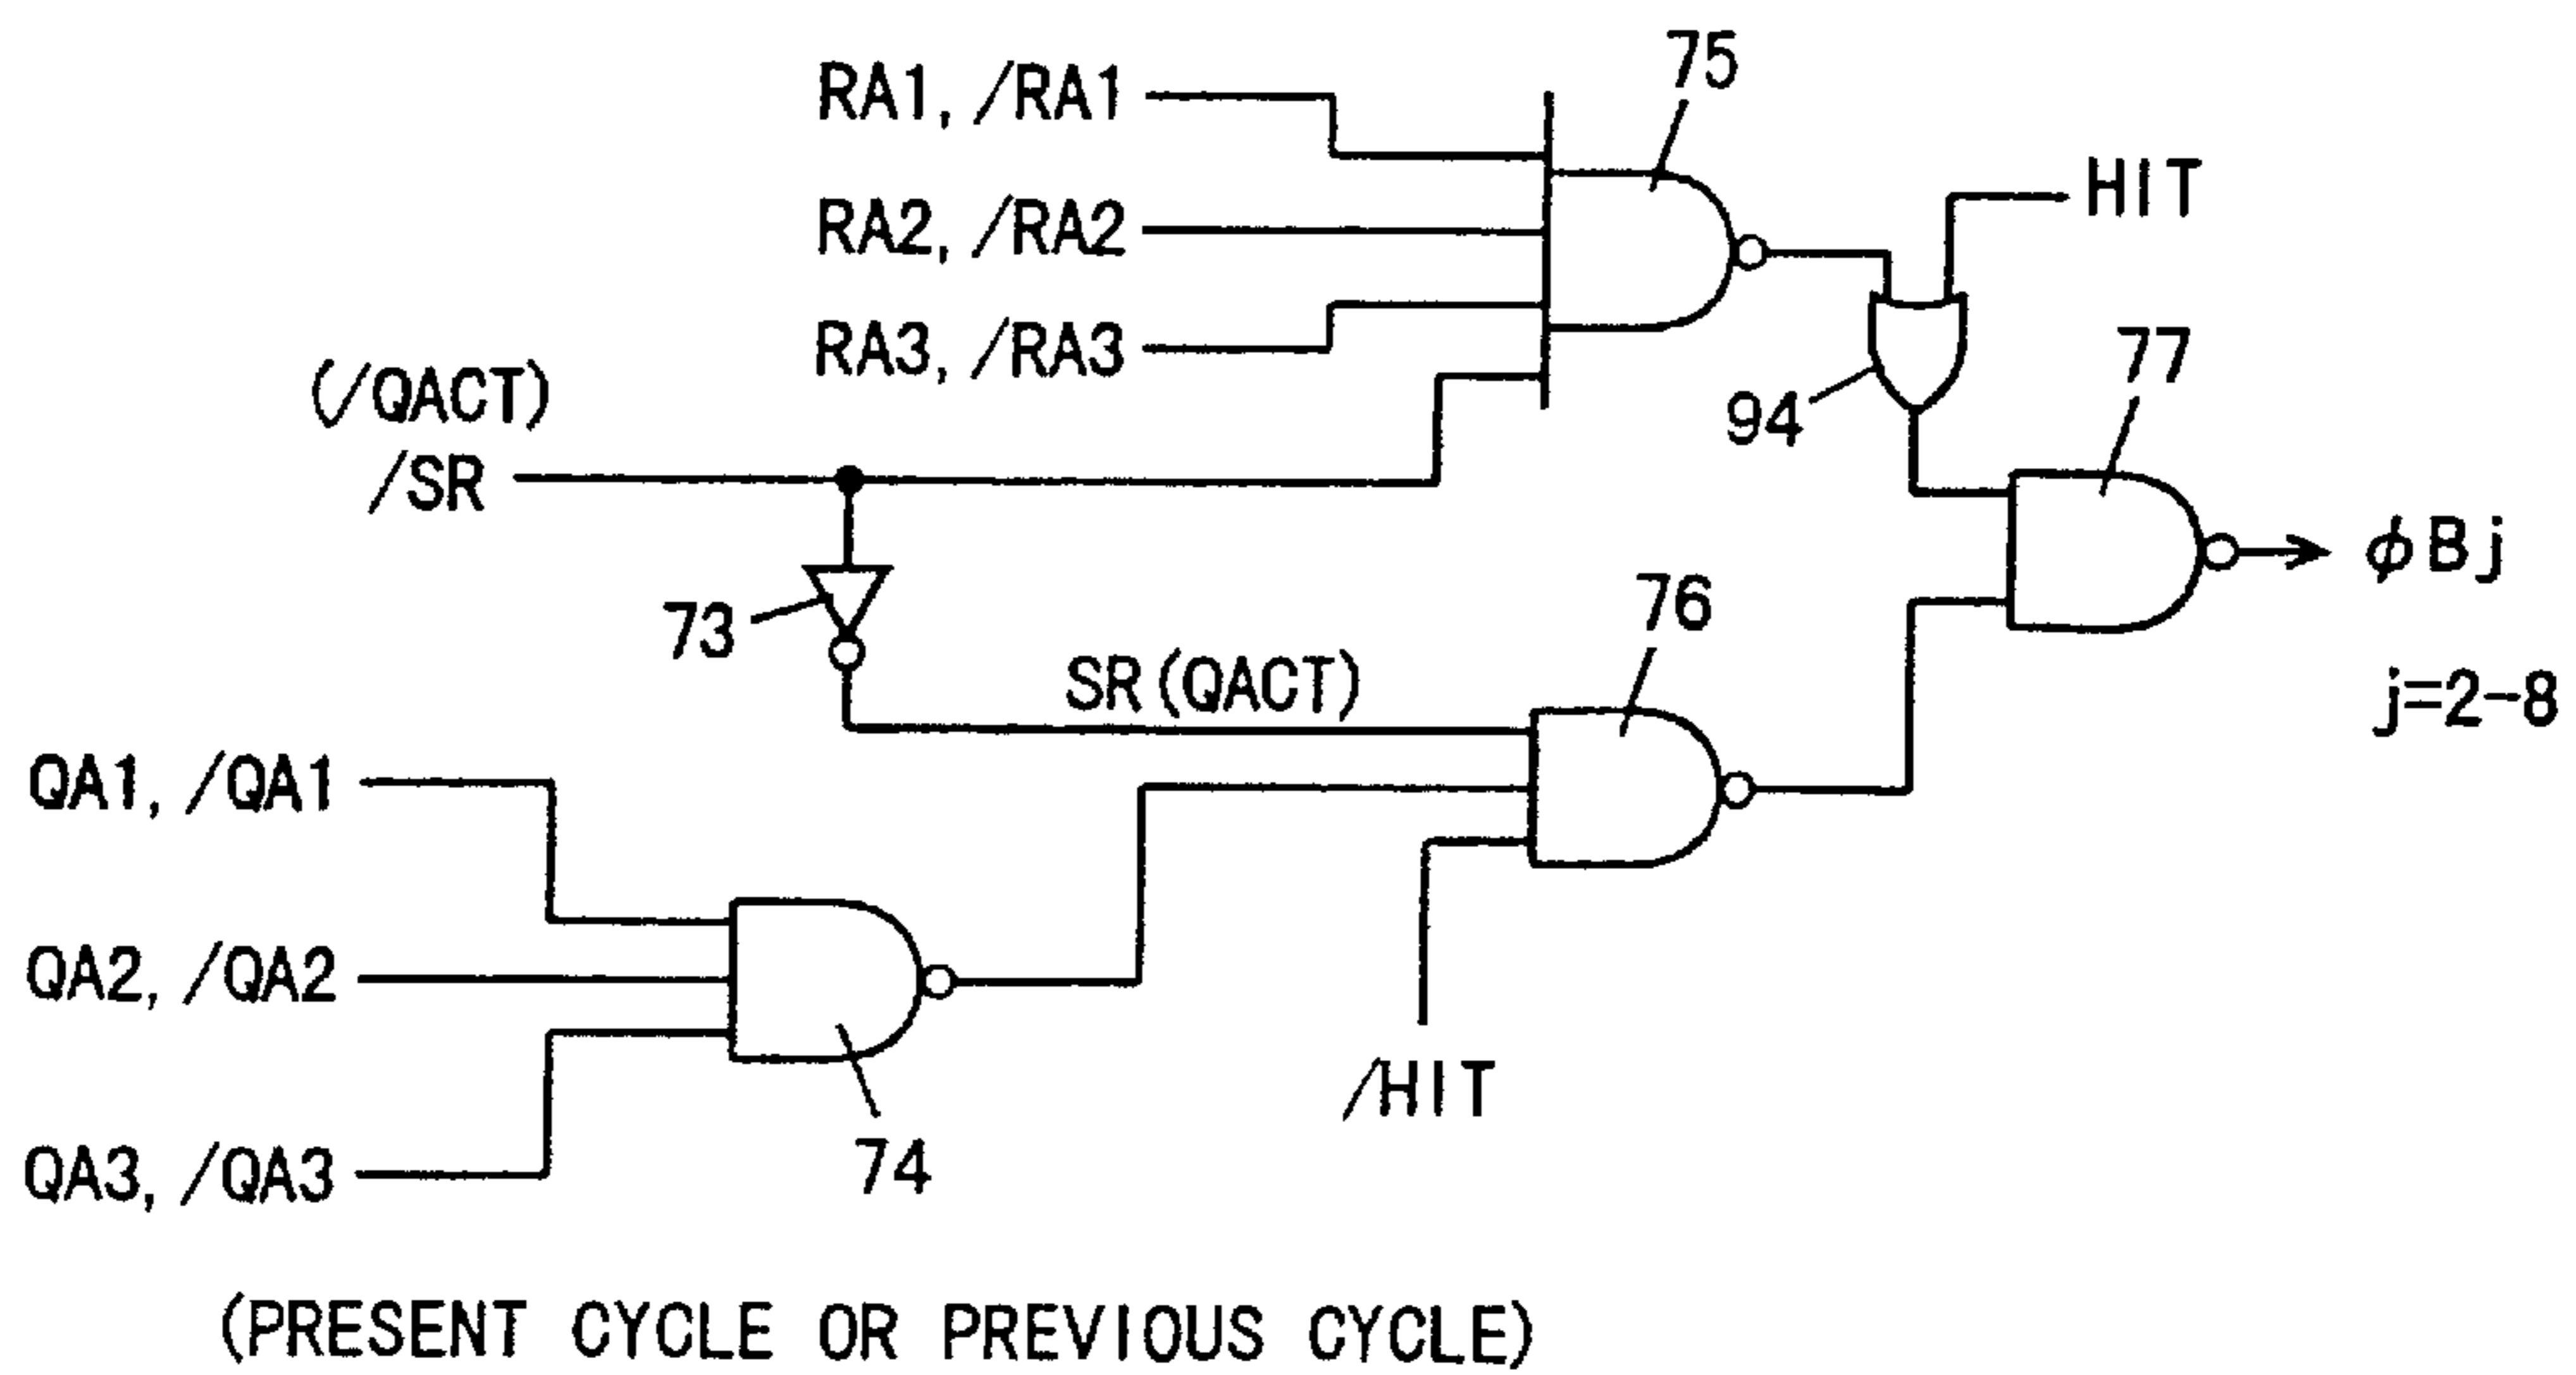 75
RA1, /RA1
HIT
RA2, /RA2
RA3, /RA3
77
(/QACT)
94
/SR
φBj
76
73
SR(QACT)
j=2-8
QA1, /QA1
QA2, /QA2
/HIT
74
QA3, /QA3
(PRESENT CYCLE OR PREVIOUS CYCLE)